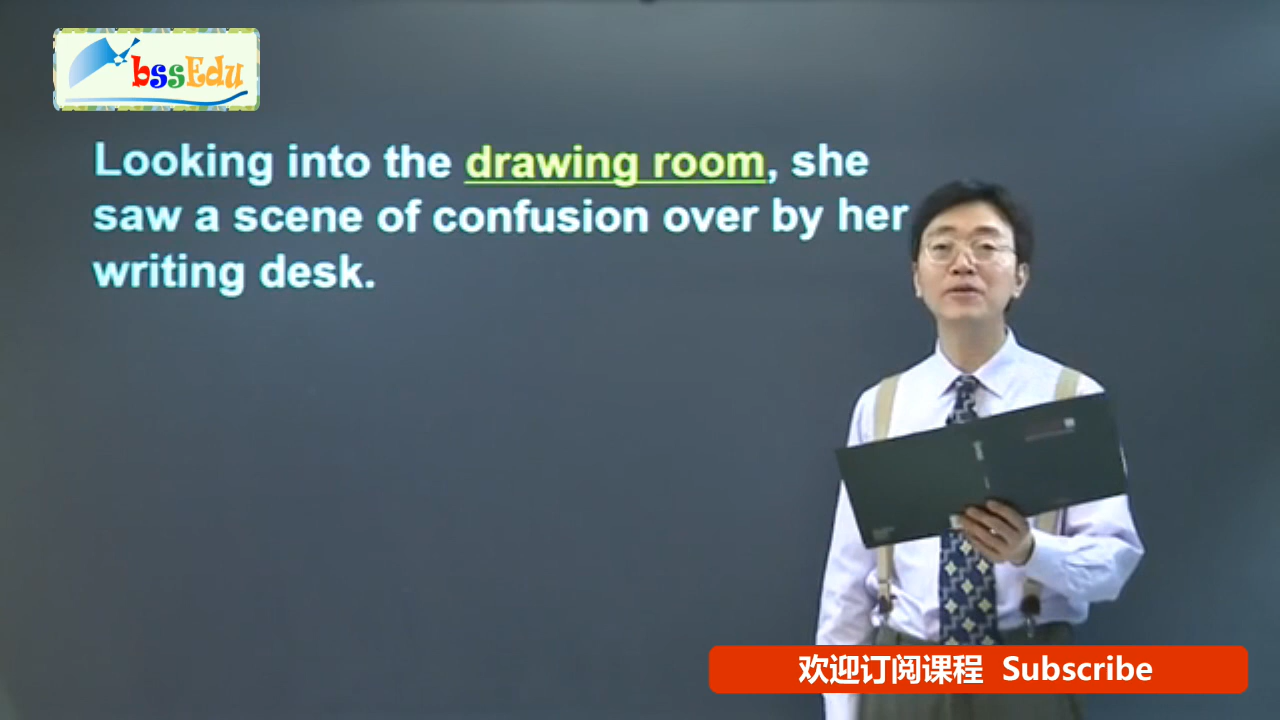 bssEdu
Looking into the drawing room, she
saw a scene of confusion over by her
writing desk.
欢迎订阅课程 Subscribe